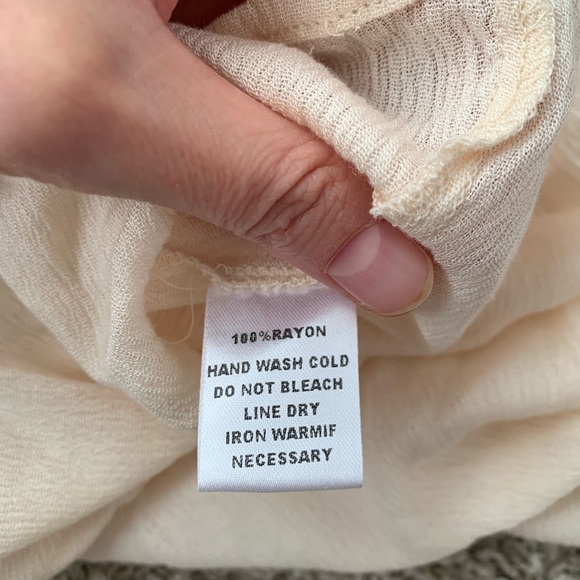 100%RAYON
HAND WASH COLD
DO NOT BLEACH
LINE DRY
IRON WARMIF
NECESSARY